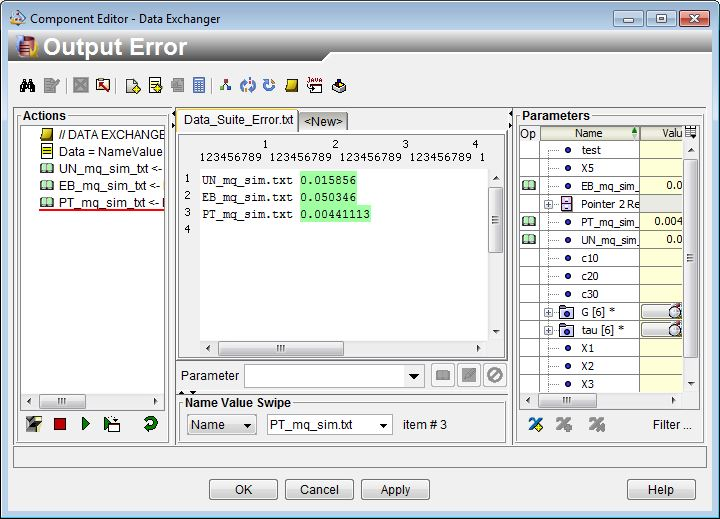 Component Editor - Data Exchanger
Output Error
JAVA
Actions
// DATA EXCHANGE
Data = NameValue
UN_mq_sim_txt <-
EB_mq_sim_txt <-
PT_mq_sim_txt <-
Data_Suite_Error.txt <New>
1 2 3 4
123456789 123456789 123456789 123456789 1
1 UN_mq_sim.txt 0.015856
2 EB_mq_sim.txt 0.050346
3 PT_mq_sim.txt 0.00441113
4
Parameter
Name Value Swipe
Name PT_mq_sim.txt item # 3
Parameters
Op Name Valu
test
X5
EB_mq_sim_ 0.0
Pointer 2 Re
PT_mq_sim_ 0.004
UN_mq_sim_ 0.0
c10
c20
c30
G [6] *
tau [6] *
X1
X2
X3
Filter ...
OK Cancel Apply Help